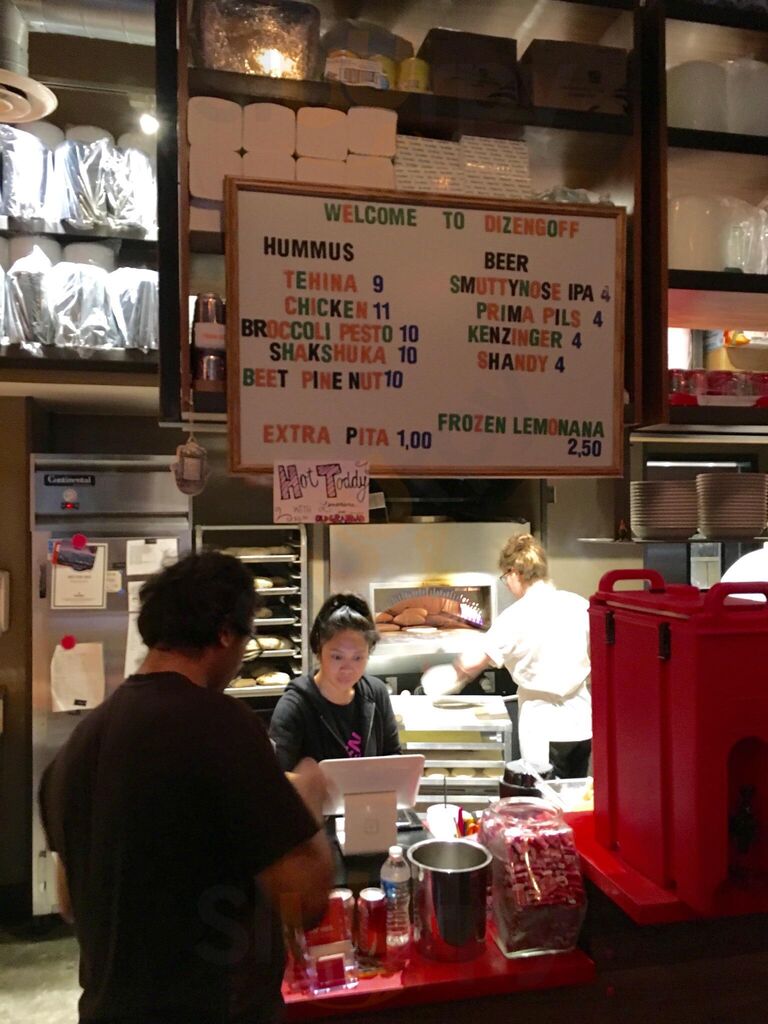 WELCOME TO DIZENGOFF
HUMMUS
TEHINA 9
CHICKEN 11
BROCCOLI PESTO 10
SHAKSHUKA 10
BEET PINE NUT 10
EXTRA PITA 1,00
BEER
SMUTTYNOSE IPA 4
PRIMA PILS 4
KENZINGER 4
SHANDY 4
FROZEN LEMONANA
2,50
Hot Toddy
WITH
Continental